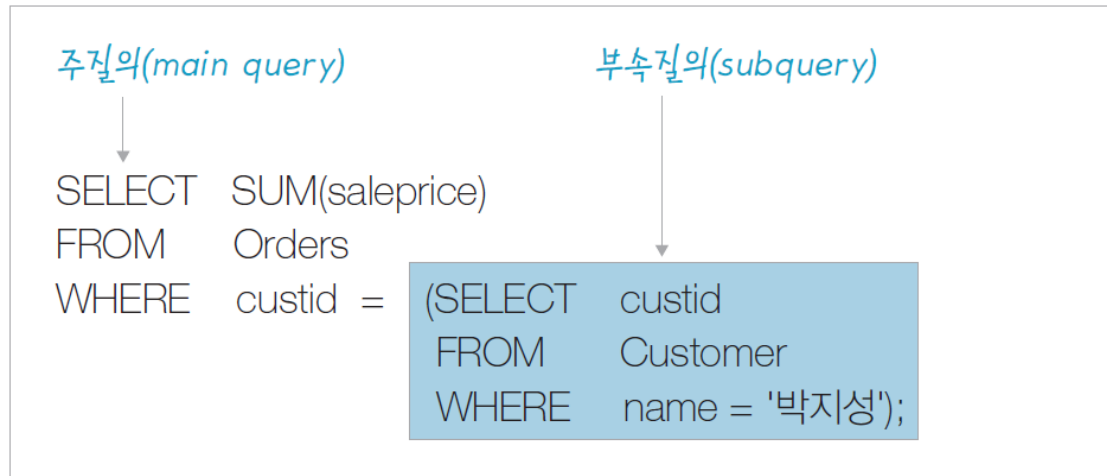 주질의(main query) 부속질의(subquery)
SELECT SUM(saleprice)
FROM Orders
WHERE custid = (SELECT custid
FROM Customer
WHERE name = '박지성');